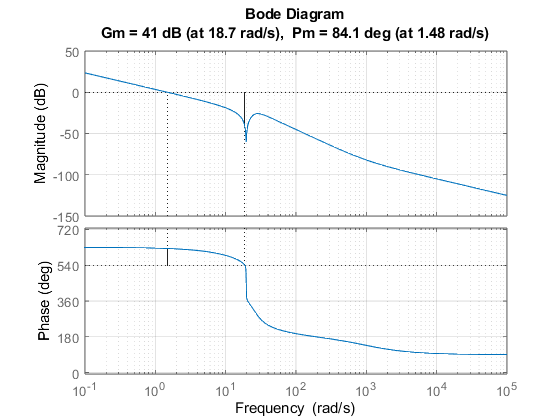 Bode Diagram
Gm = 41 dB (at 18.7 rad/s), Pm = 84.1 deg (at 1.48 rad/s)
Magnitude (dB)
50
0
-50
-100
-150
Phase (deg)
720
540
360
180
0
10^-1 10^0 10^1 10^2 10^3 10^4 10^5
Frequency (rad/s)